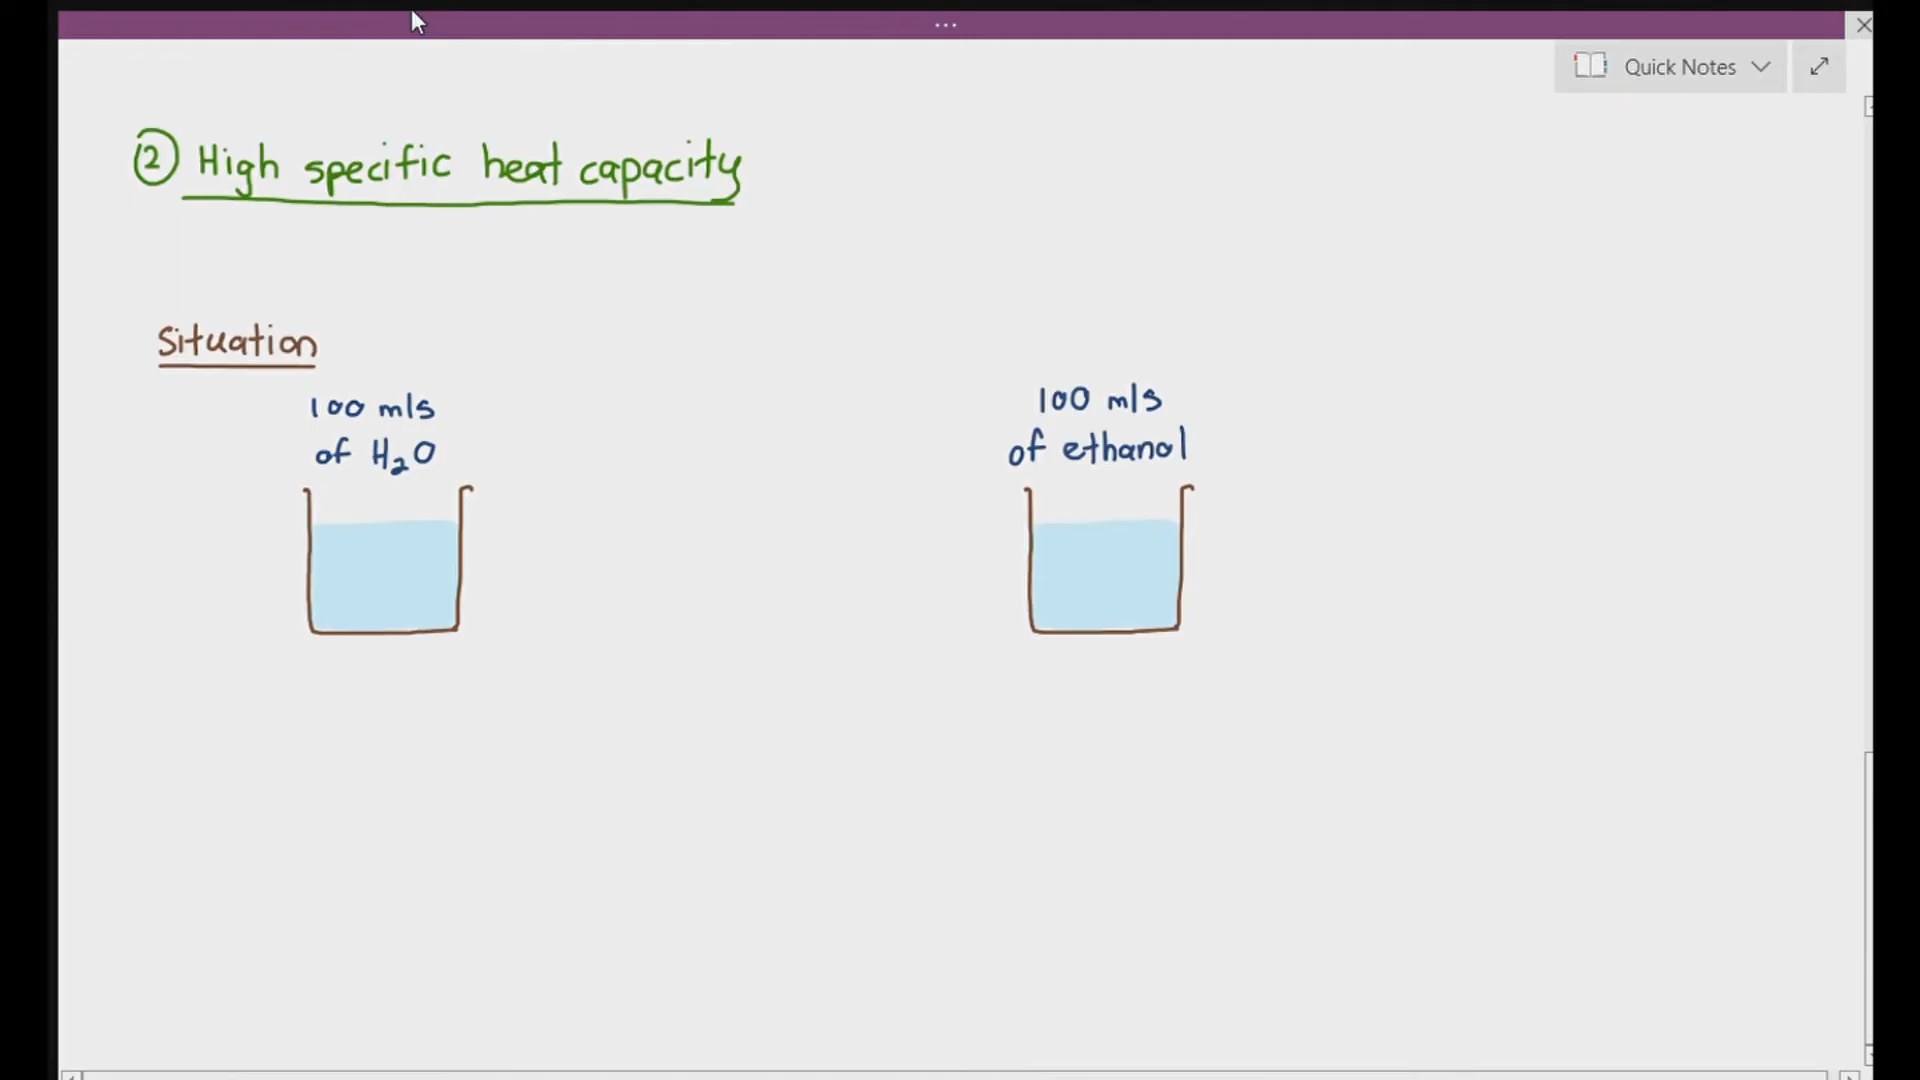 ...
Quick Notes
② High specific heat capacity
Situation
100 mls
of H₂O
100 mls
of ethanol